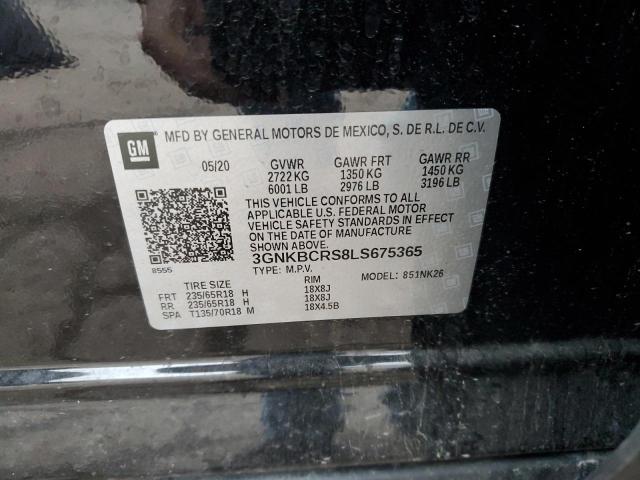 GM
MFD BY GENERAL MOTORS DE MEXICO, S. DE R.L. DE C.V.
05/20 GVWR GAWR FRT GAWR RR
2722 KG 1350 KG 1450 KG
6001 LB 2976 LB 3196 LB
THIS VEHICLE CONFORMS TO ALL
APPLICABLE U.S. FEDERAL MOTOR
VEHICLE SAFETY STANDARDS IN EFFECT
ON THE DATE OF MANUFACTURE
SHOWN ABOVE.
3GNKBCRS8LS675365
8555
TYPE: M.P.V. MODEL: 851NK26
TIRE SIZE RIM
FRT 235/65R18 H 18X8J
RR 235/65R18 H 18X8J
SPA T135/70R18 M 18X4.5B